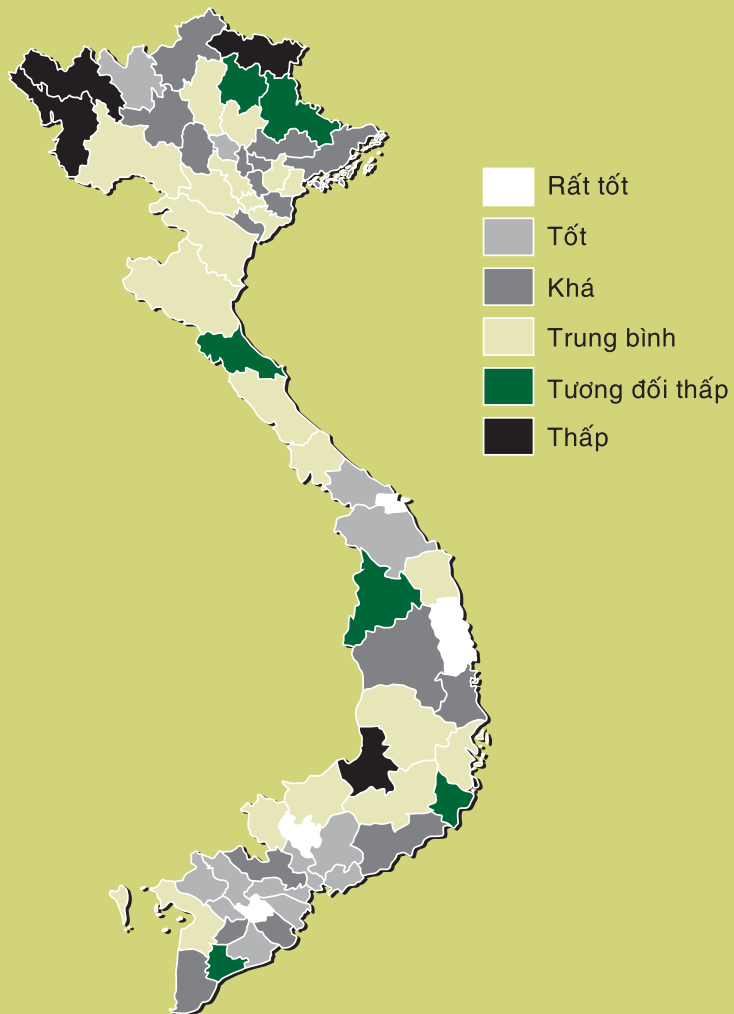 Rất tốt
Tốt
Khá
Trung bình
Tương đối thấp
Thấp